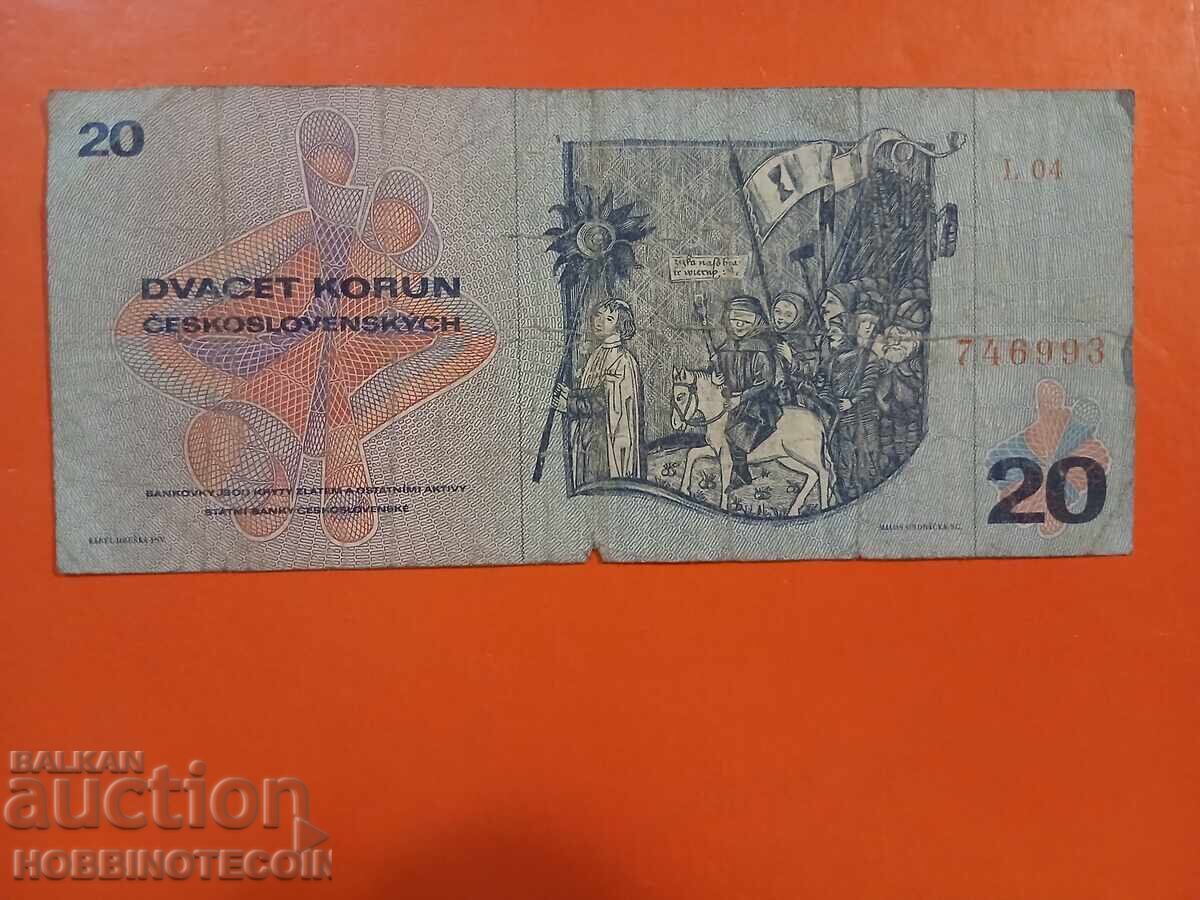 20
L 04
žižka
DVACET KORUN
ČESKOSLOVENSKÝCH
746993
20
BANKOVKY JSOU KRYTY ZLATEM A OSTATNÍMI AKTIVY
STÁTNÍ BANKY ČESKOSLOVENSKÉ
BALKAN
auction
HOBBINOTECOIN